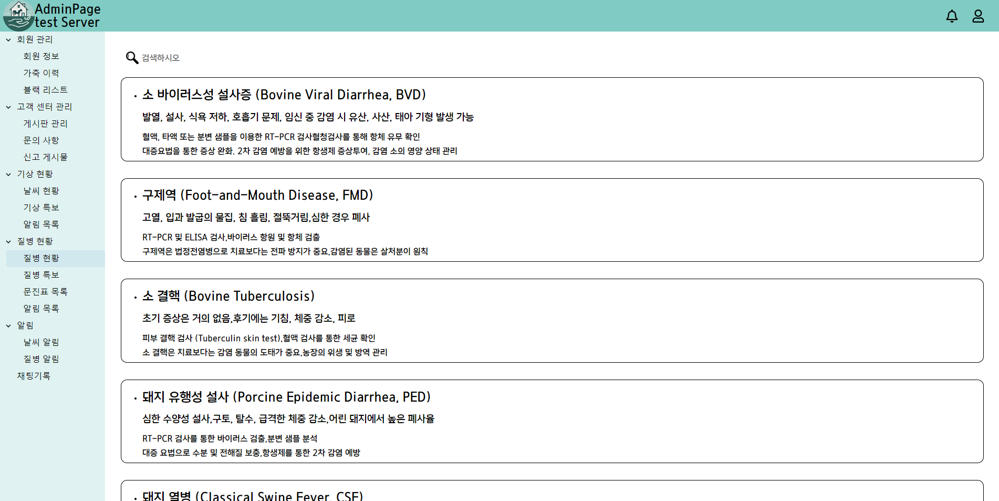 AdminPage
test Server
회원 관리
회원 정보
가축 이력
블랙 리스트
고객 센터 관리
게시판 관리
문의 사항
신고 게시물
기상 현황
날씨 현황
기상 특보
알림 목록
질병 현황
질병 현황
질병 특보
문진표 목록
알림 목록
알림
날씨 알림
질병 알림
채팅기록
검색하시오
• 소 바이러스성 설사증 (Bovine Viral Diarrhea, BVD)
발열, 설사, 식욕 저하, 호흡기 문제, 임신 중 감염 시 유산, 사산, 태아 기형 발생 가능
혈액, 타액 또는 분변 샘플을 이용한 RT-PCR 검사혈청검사를 통해 항체 유무 확인
대증요법을 통한 증상 완화. 2차 감염 예방을 위한 항생제 증상투여, 감염 소의 영양 상태 관리
• 구제역 (Foot-and-Mouth Disease, FMD)
고열, 입과 발굽의 물집, 침 흘림, 절뚝거림,심한 경우 폐사
RT-PCR 및 ELISA 검사,바이러스 항원 및 항체 검출
구제역은 법정전염병으로 치료보다는 전파 방지가 중요,감염된 동물은 살처분이 원칙
• 소 결핵 (Bovine Tuberculosis)
초기 증상은 거의 없음,후기에는 기침, 체중 감소, 피로
피부 결핵 검사 (Tuberculin skin test),혈액 검사를 통한 세균 확인
소 결핵은 치료보다는 감염 동물의 도태가 중요,농장의 위생 및 방역 관리
• 돼지 유행성 설사 (Porcine Epidemic Diarrhea, PED)
심한 수양성 설사,구토, 탈수, 급격한 체중 감소,어린 돼지에서 높은 폐사율
RT-PCR 검사를 통한 바이러스 검출,분변 샘플 분석
대증 요법으로 수분 및 전해질 보충,항생제를 통한 2차 감염 예방
• 돼지 열병 (Classical Swine Fever, CSF)